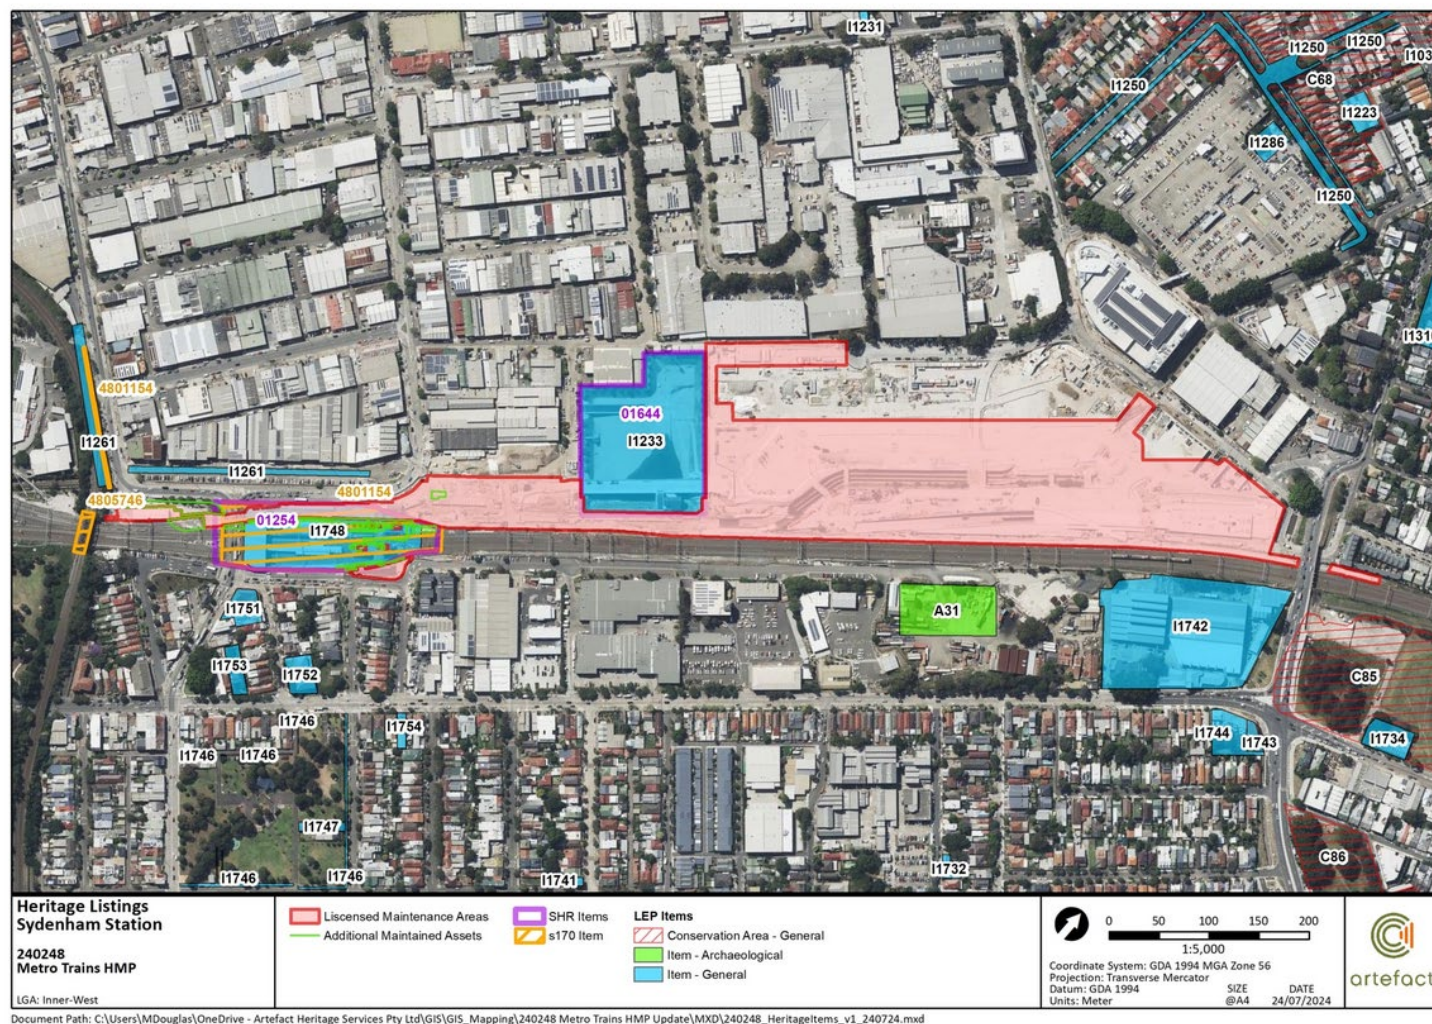 I1231
I1250
I1250
I103
C68
I1250
I1223
I1286
I1250
I1310
4801154
01644
I1233
I1261
I1261
4801154
4805746
01254
I1748
I1751
A31
I1742
I1753
I1752
C85
I1746
I1754
I1746
I1746
I1744
I1743
I1734
I1747
I1732
C86
I1746
I1746
I1741
Heritage Listings
Sydenham Station
240248
Metro Trains HMP
LGA: Inner-West
Liscensed Maintenance Areas
Additional Maintained Assets
SHR Items
s170 Item
LEP Items
Conservation Area - General
Item - Archaeological
Item - General
0 50 100 150 200
1:5,000
Coordinate System: GDA 1994 MGA Zone 56
Projection: Transverse Mercator
Datum: GDA 1994
Units: Meter
SIZE
@A4
DATE
24/07/2024
artefact
Document Path: C:\Users\MDouglas\OneDrive - Artefact Heritage Services Pty Ltd\GIS\GIS_Mapping\240248 Metro Trains HMP Update\MXD\240248_HeritageItems_v1_240724.mxd